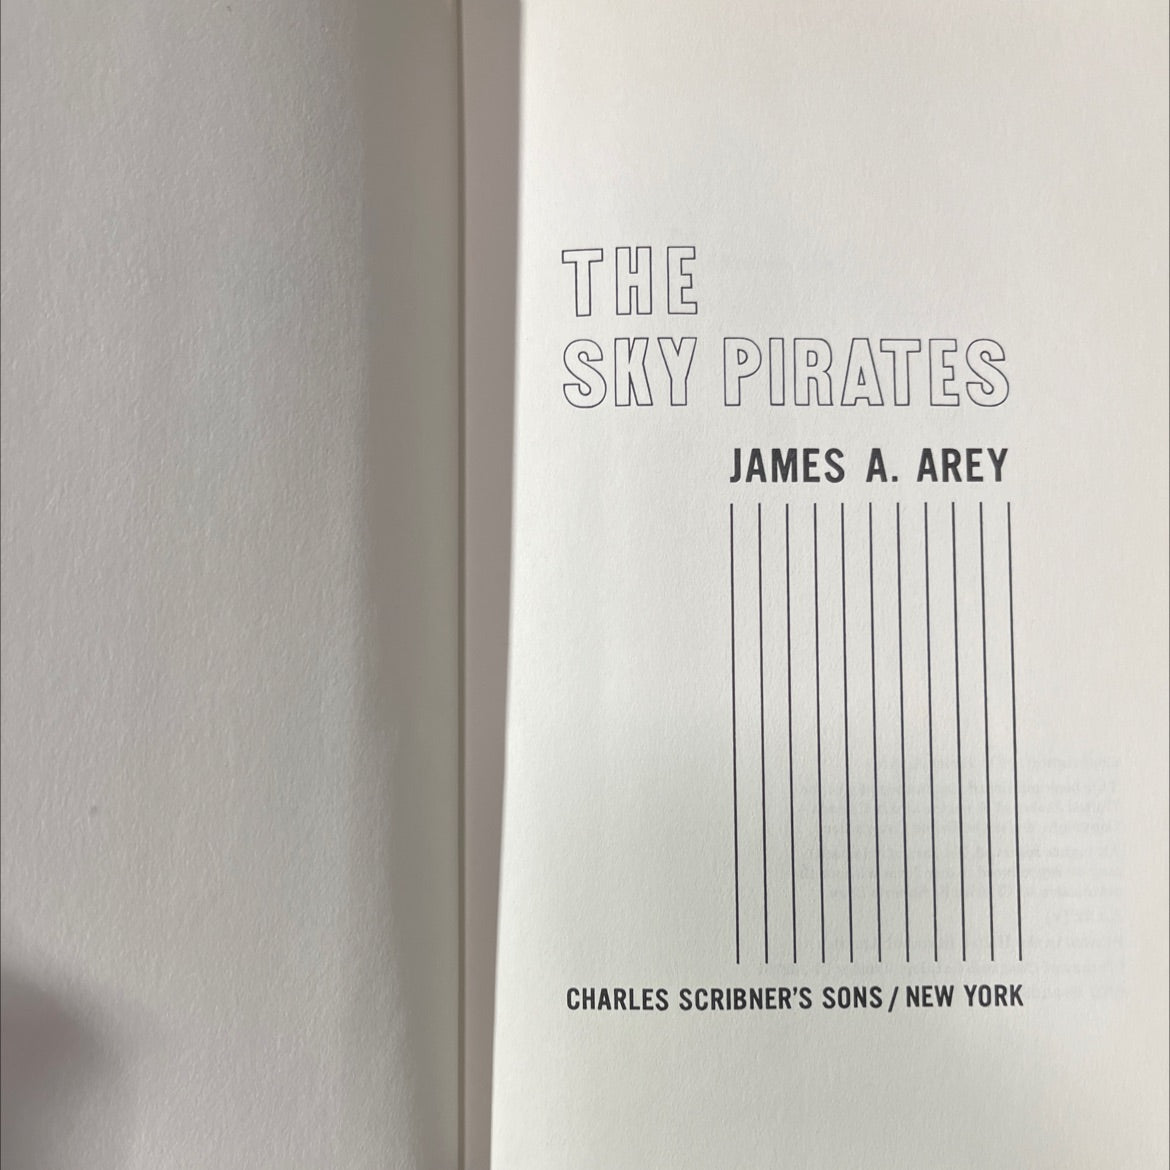 THE
SKY PIRATES
JAMES A. AREY
CHARLES SCRIBNER'S SONS / NEW YORK